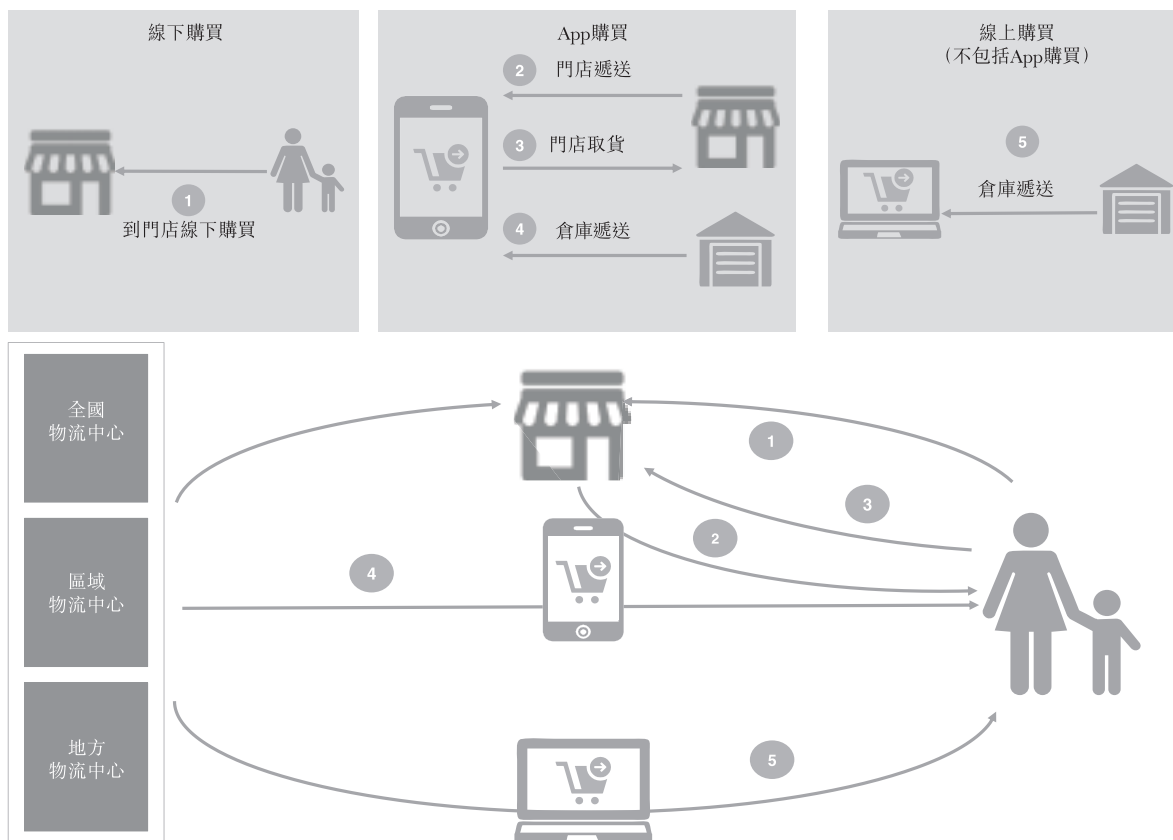 線下購買
1
到門店線下購買
App購買
2 門店遞送
3 門店取貨
4 倉庫遞送
線上購買
（不包括App購買）
5
倉庫遞送
全國
物流中心
區域
物流中心
地方
物流中心
1
3
2
4
5